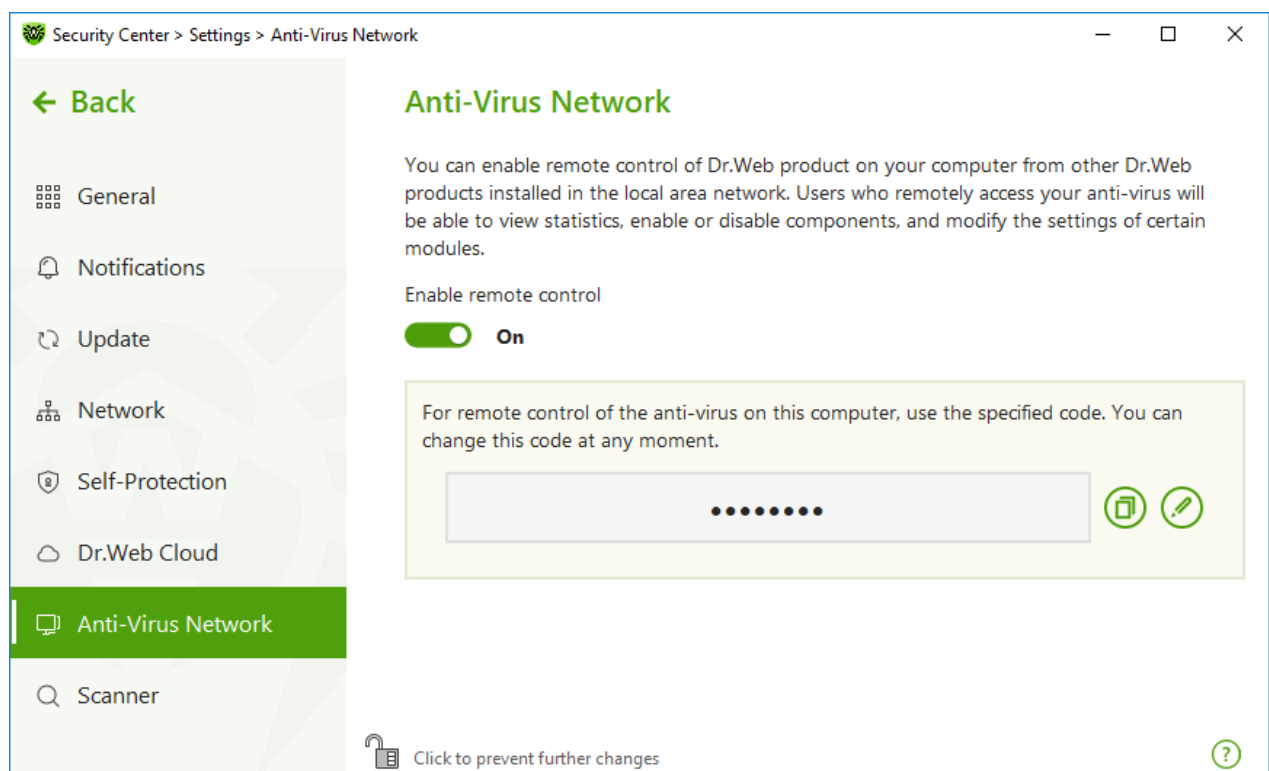 Security Center > Settings > Anti-Virus Network
Back
General
Notifications
Update
Network
Self-Protection
Dr.Web Cloud
Anti-Virus Network
Scanner
Anti-Virus Network
You can enable remote control of Dr.Web product on your computer from other Dr.Web
products installed in the local area network. Users who remotely access your anti-virus will
be able to view statistics, enable or disable components, and modify the settings of certain
modules.
Enable remote control
On
For remote control of the anti-virus on this computer, use the specified code. You can
change this code at any moment.
••••••••
Click to prevent further changes
?